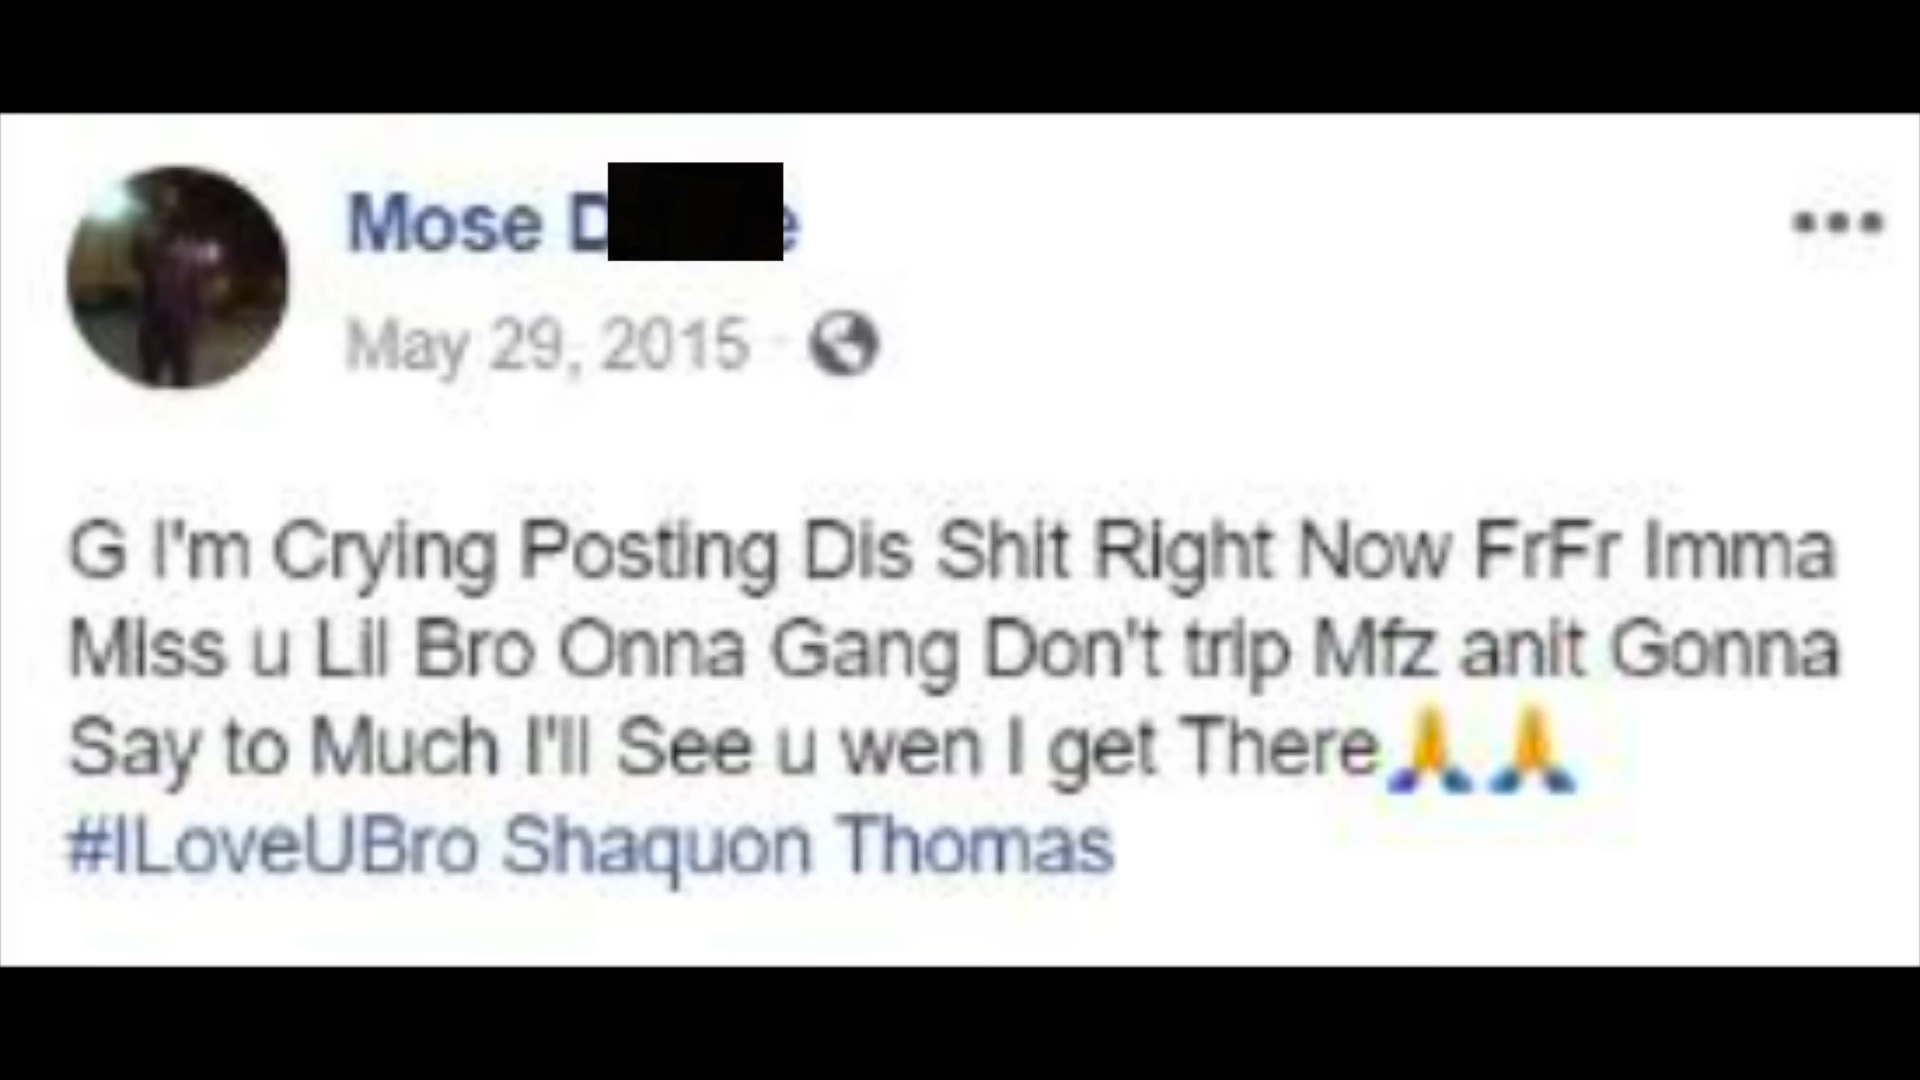 Mose D e
May 29, 2015 ·
G I'm Crying Posting Dis Shit Right Now FrFr Imma
Miss u Lil Bro Onna Gang Don't trip Mfz anit Gonna
Say to Much I'll See u wen I get There🙏🙏
#ILoveUBro Shaquon Thomas